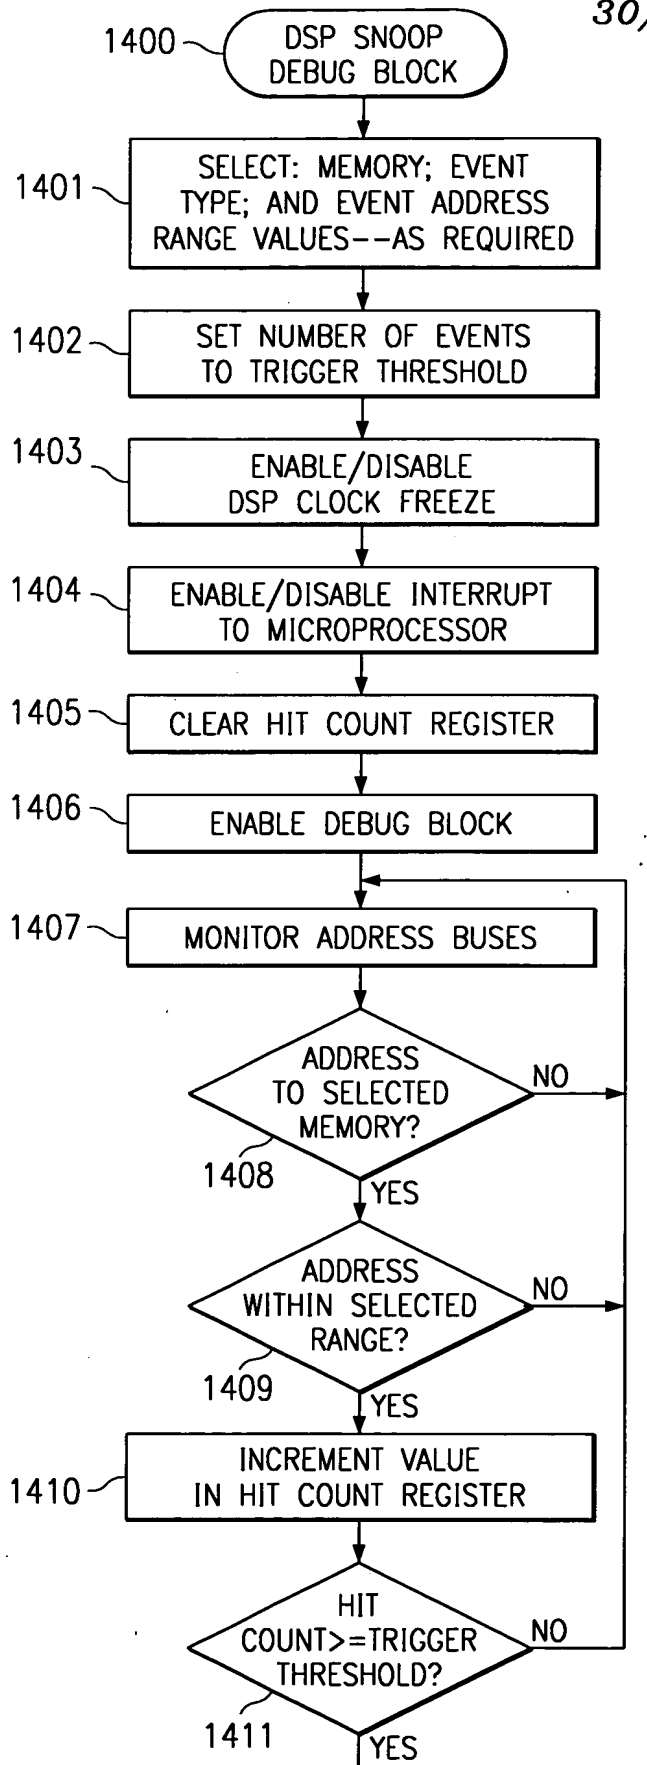 30)
1400
DSP SNOOP
DEBUG BLOCK
1401
SELECT: MEMORY; EVENT
TYPE; AND EVENT ADDRESS
RANGE VALUES--AS REQUIRED
1402
SET NUMBER OF EVENTS
TO TRIGGER THRESHOLD
1403
ENABLE/DISABLE
DSP CLOCK FREEZE
1404
ENABLE/DISABLE INTERRUPT
TO MICROPROCESSOR
1405
CLEAR HIT COUNT REGISTER
1406
ENABLE DEBUG BLOCK
1407
MONITOR ADDRESS BUSES
ADDRESS
TO SELECTED
MEMORY?
NO
1408
YES
ADDRESS
WITHIN SELECTED
RANGE?
NO
1409
YES
1410
INCREMENT VALUE
IN HIT COUNT REGISTER
HIT
COUNT>=TRIGGER
THRESHOLD?
NO
1411
YES